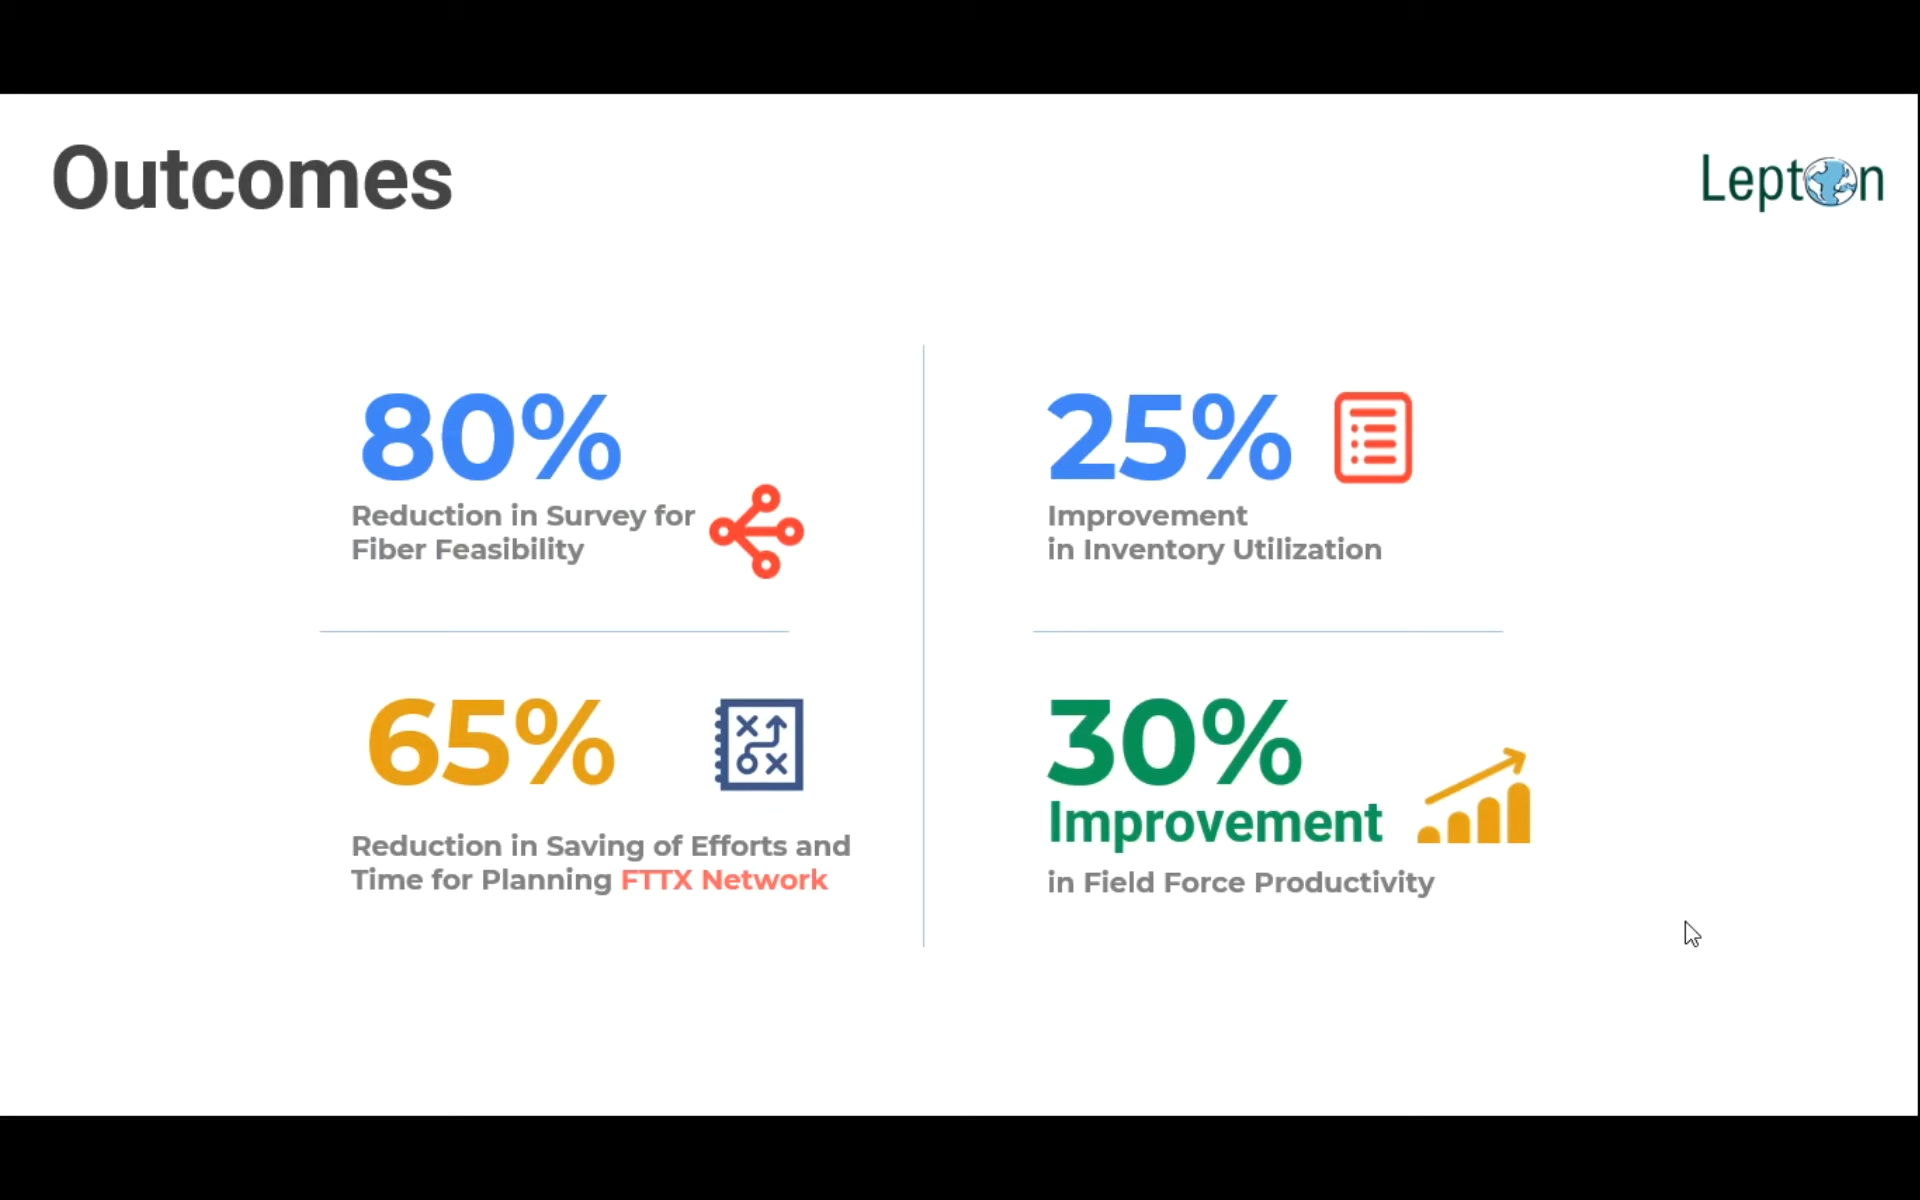 Outcomes
Lepton
80%
Reduction in Survey for
Fiber Feasibility
25%
Improvement
in Inventory Utilization
65%
Reduction in Saving of Efforts and
Time for Planning FTTX Network
30%
Improvement
in Field Force Productivity